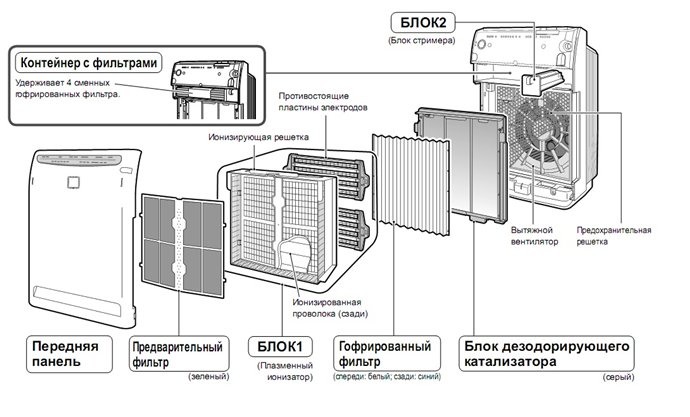 БЛОК2
(Блок стримера)
Контейнер с фильтрами
Удерживает 4 сменных
гофрированных фильтра.
Противостоящие
пластины электродов
Ионизирующая решетка
Вытяжной
вентилятор
Предохранительная
решетка
Ионизированная
проволока (сзади)
Передняя
панель
Предварительный
фильтр
(зеленый)
БЛОК1
(Плазменный
ионизатор)
Гофрированный
фильтр
(спереди: белый; сзади: синий)
Блок дезодорирующего
катализатора
(серый)